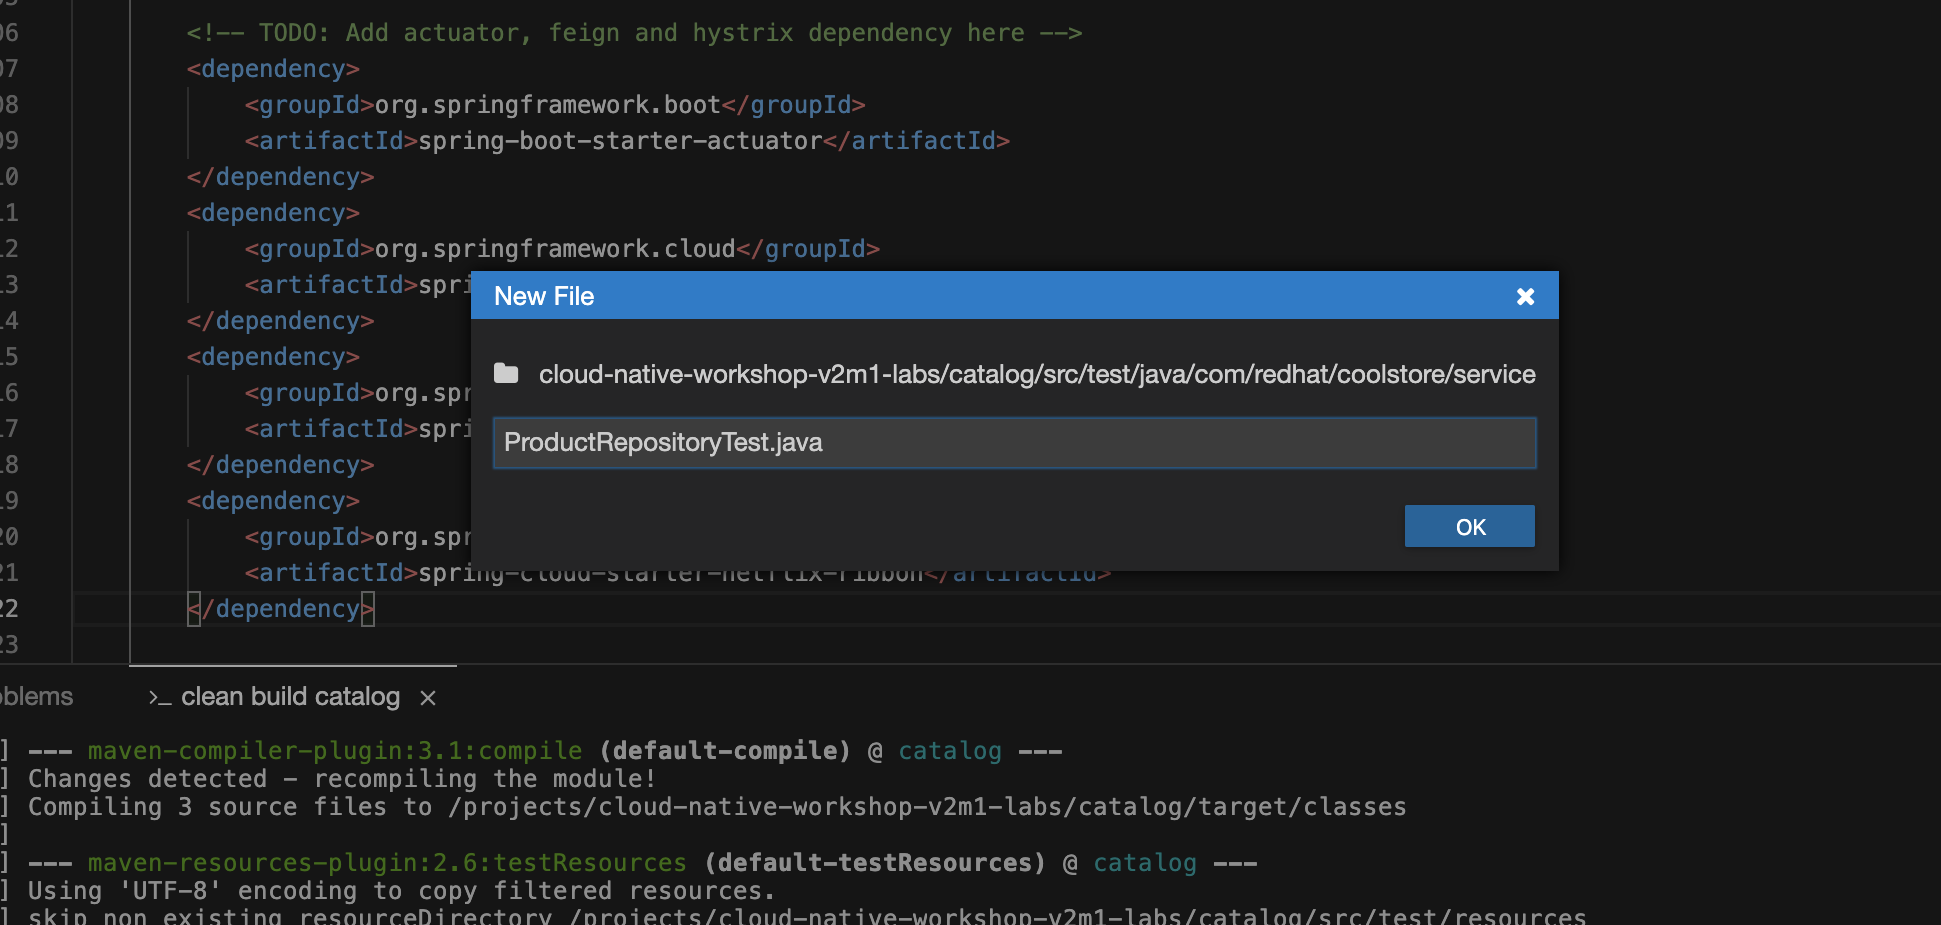 06 <!-- TODO: Add actuator, feign and hystrix dependency here -->
07 <dependency>
08 <groupId>org.springframework.boot</groupId>
09 <artifactId>spring-boot-starter-actuator</artifactId>
10 </dependency>
11 <dependency>
12 <groupId>org.springframework.cloud</groupId>
13 <artifactId>spri
14 </dependency>
15 <dependency>
16 <groupId>org.spr
17 <artifactId>spri
18 </dependency>
19 <dependency>
20 <groupId>org.spr
21 <artifactId>spring-cloud-starter-netflix-ribbon</artifactId>
22 </dependency>
23
New File
cloud-native-workshop-v2m1-labs/catalog/src/test/java/com/redhat/coolstore/service
ProductRepositoryTest.java
OK
oblems >_ clean build catalog ×
] --- maven-compiler-plugin:3.1:compile (default-compile) @ catalog ---
] Changes detected - recompiling the module!
] Compiling 3 source files to /projects/cloud-native-workshop-v2m1-labs/catalog/target/classes
]
] --- maven-resources-plugin:2.6:testResources (default-testResources) @ catalog ---
] Using 'UTF-8' encoding to copy filtered resources.
] skip non existing resourceDirectory /projects/cloud-native-workshop-v2m1-labs/catalog/src/test/resources